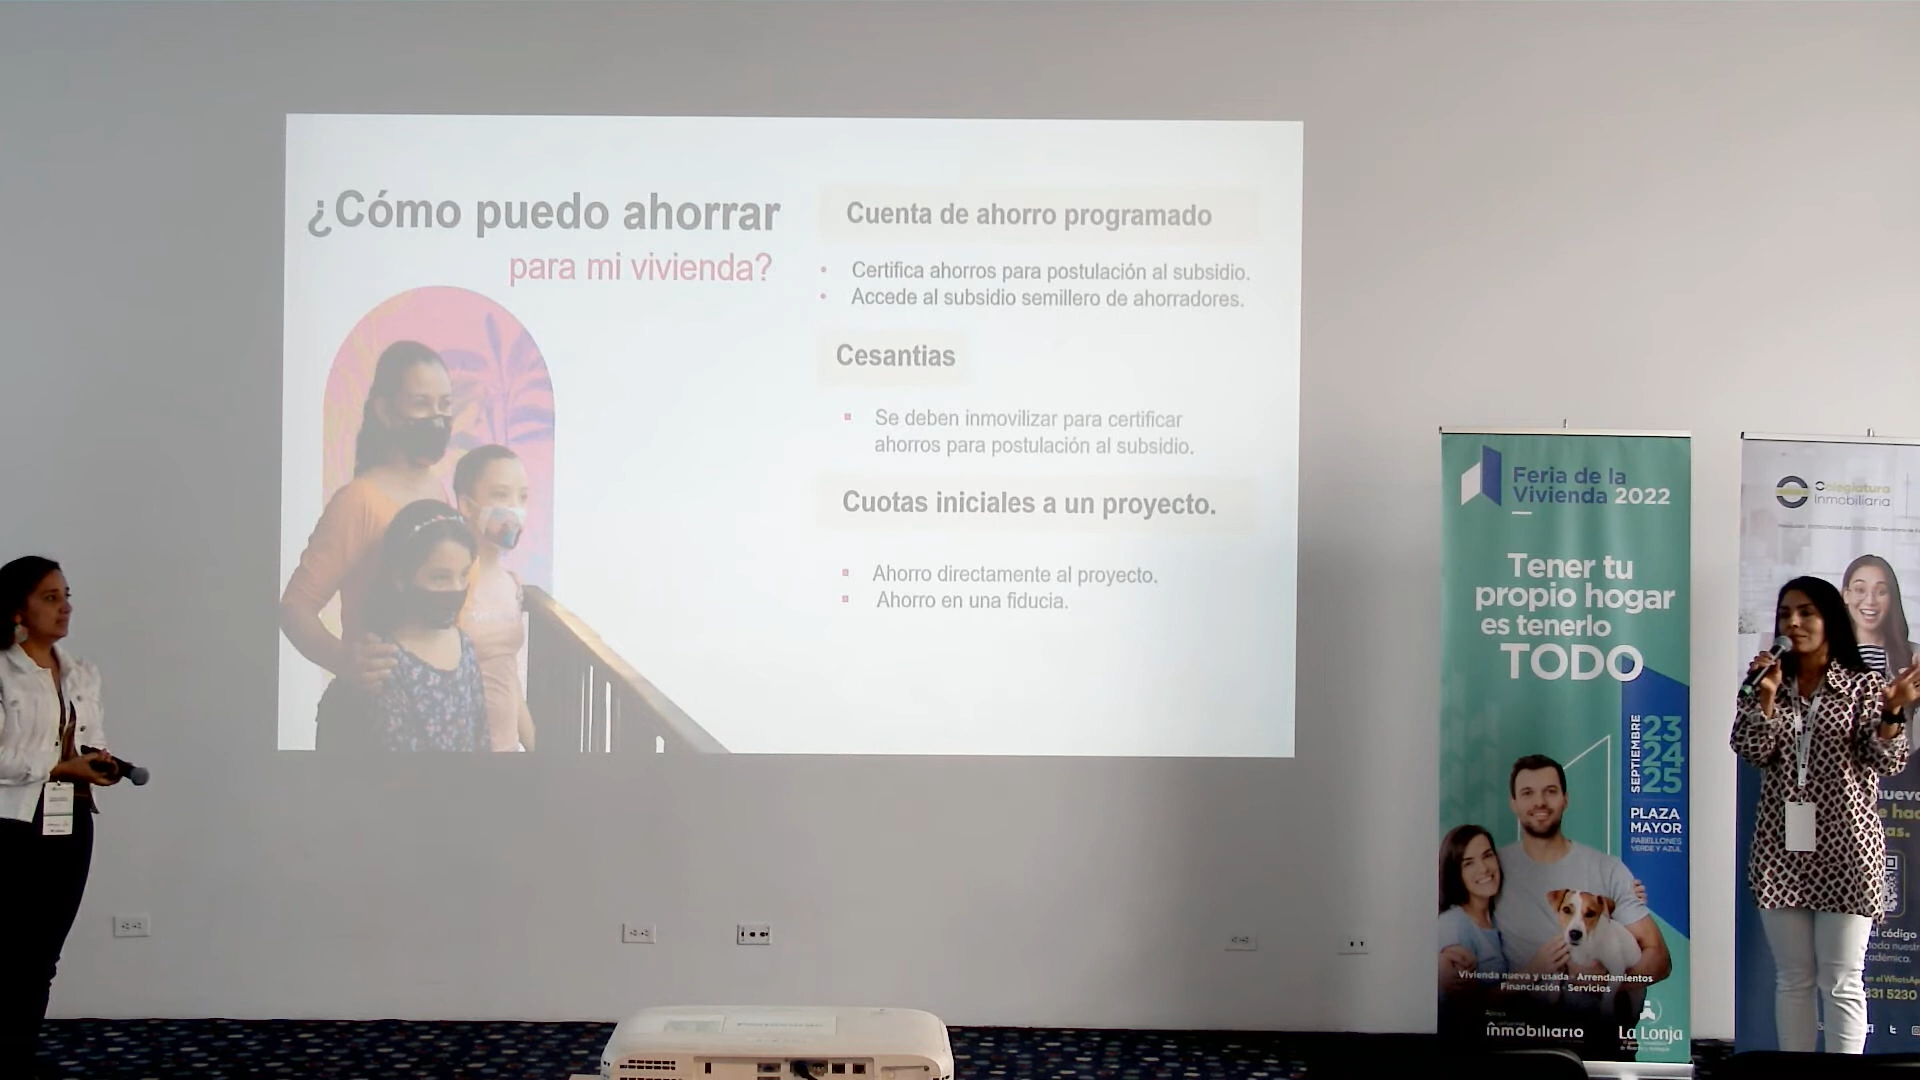 ¿Cómo puedo ahorrar
para mi vivienda?
Cuenta de ahorro programado
• Certifica ahorros para postulación al subsidio.
• Accede al subsidio semillero de ahorradores.
Cesantias
▪ Se deben inmovilizar para certificar
ahorros para postulación al subsidio.
Cuotas iniciales a un proyecto.
▪ Ahorro directamente al proyecto.
▪ Ahorro en una fiducia.
Feria de la
Vivienda 2022
Tener tu
propio hogar
es tenerlo
TODO
SEPTIEMBRE
23
24
25
PLAZA
MAYOR
PABELLONES
VERDE Y AZUL
Vivienda nueva y usada - Arrendamientos
Financiación - Servicios
inmobiliario
La Lonja
Colegiatura
Inmobiliaria
el código
331 5230